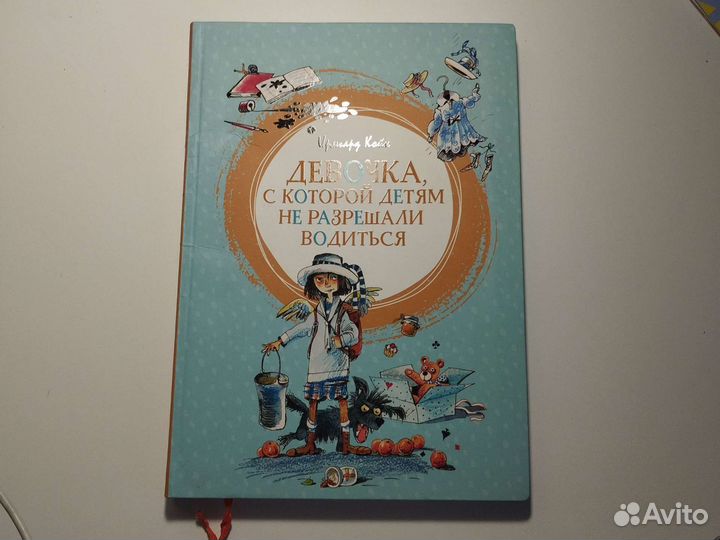 Ирмгард Койн
ДЕВОЧКА,
С КОТОРОЙ ДЕТЯМ
НЕ РАЗРЕШАЛИ
ВОДИТЬСЯ
Avito